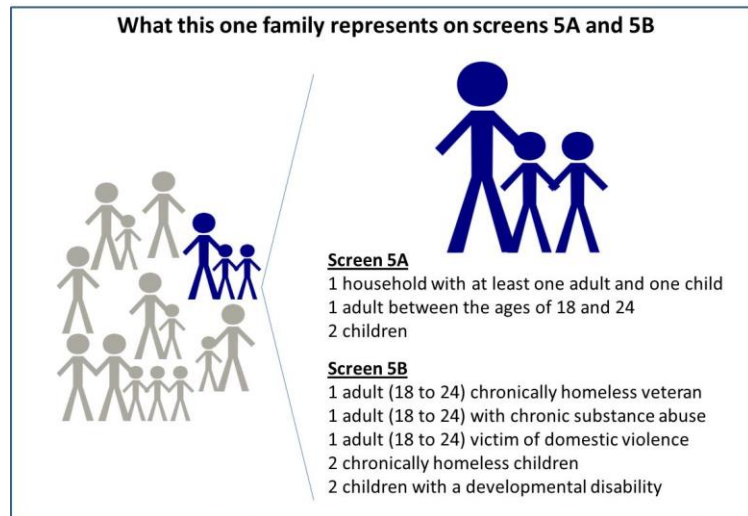 What this one family represents on screens 5A and 5B
Screen 5A
1 household with at least one adult and one child
1 adult between the ages of 18 and 24
2 children
Screen 5B
1 adult (18 to 24) chronically homeless veteran
1 adult (18 to 24) with chronic substance abuse
1 adult (18 to 24) victim of domestic violence
2 chronically homeless children
2 children with a developmental disability